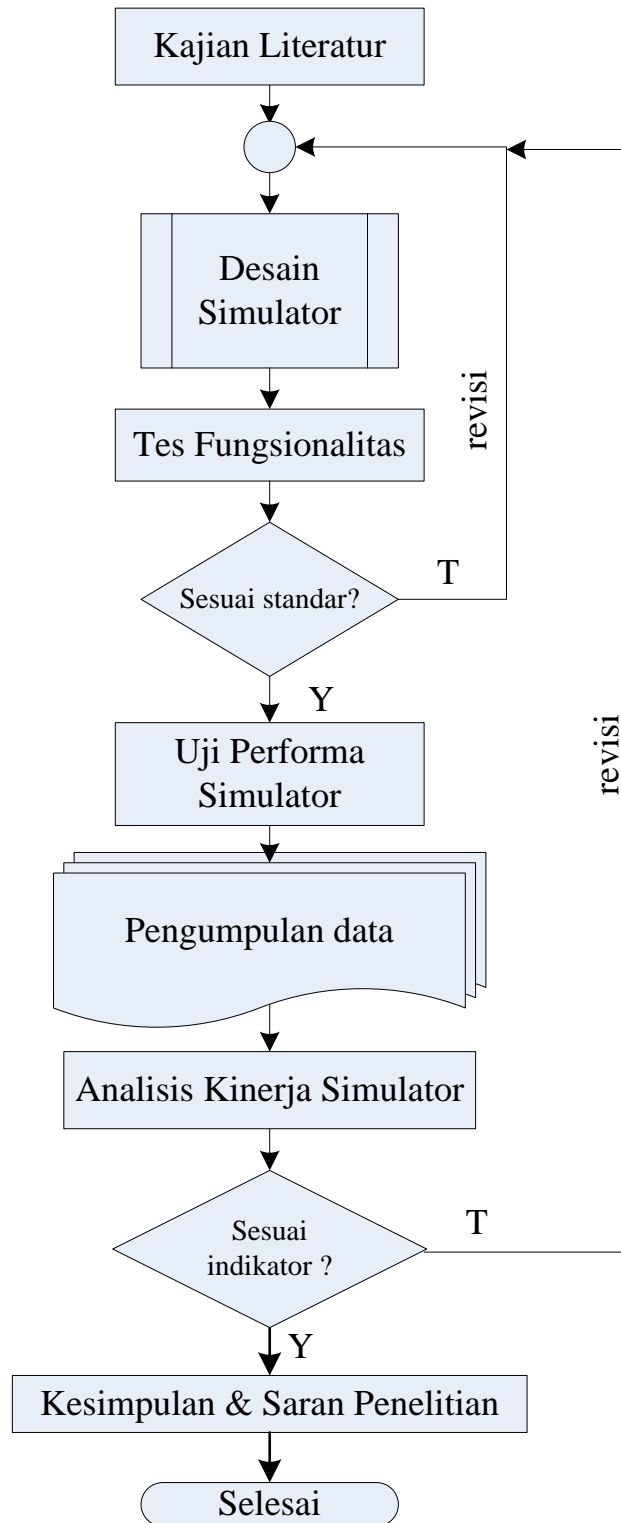 Kajian Literatur
Desain
Simulator
Tes Fungsionalitas
revisi
Sesuai standar?
T
Y
Uji Performa
Simulator
revisi
Pengumpulan data
Analisis Kinerja Simulator
Sesuai
indikator ?
T
Y
Kesimpulan & Saran Penelitian
Selesai